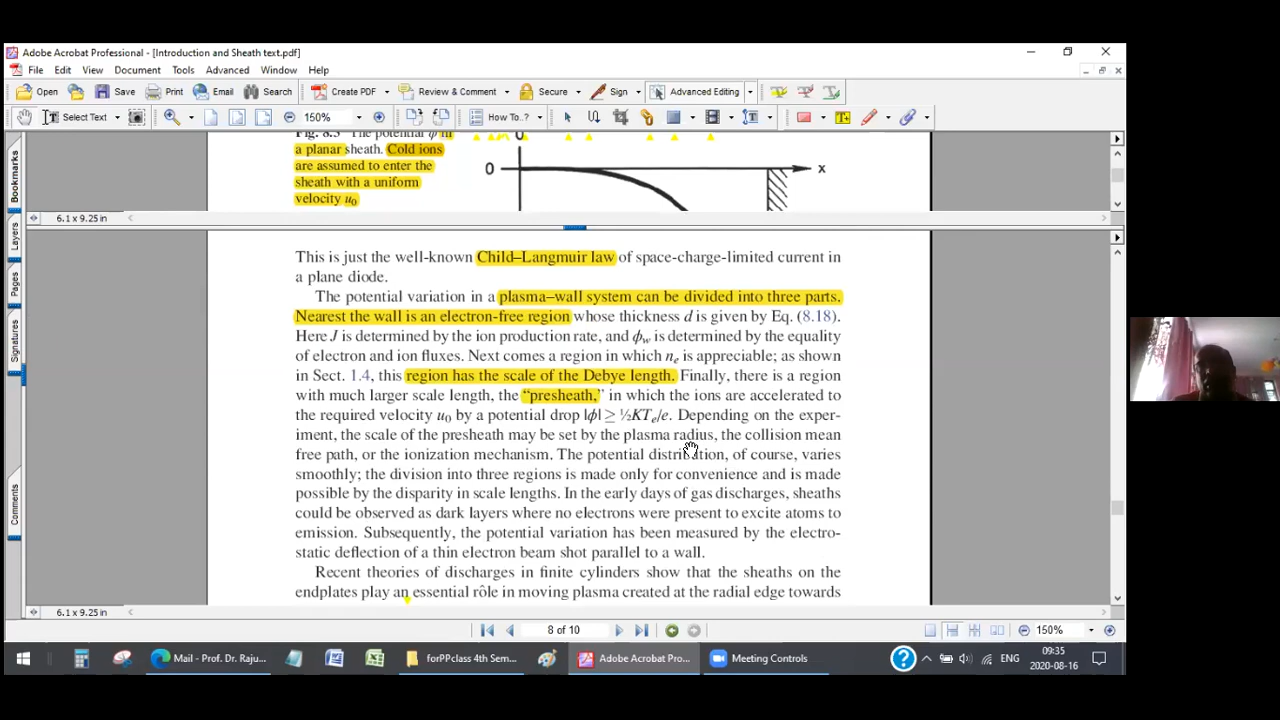 Adobe Acrobat Professional - [Introduction and Sheath text.pdf]
File Edit View Document Tools Advanced Window Help
Open Save Print Email Search Create PDF Review & Comment Secure Sign Advanced Editing
Select Text 150% How To..?
Fig. 8.3 The potential φ in
a planar sheath. Cold ions
are assumed to enter the
sheath with a uniform
velocity u0
0
x
6.1 x 9.25 in
Bookmarks
Layers
Pages
Signatures
Comments
This is just the well-known Child–Langmuir law of space-charge-limited current in
a plane diode.
The potential variation in a plasma–wall system can be divided into three parts.
Nearest the wall is an electron-free region whose thickness d is given by Eq. (8.18).
Here J is determined by the ion production rate, and ϕw is determined by the equality
of electron and ion fluxes. Next comes a region in which ne is appreciable; as shown
in Sect. 1.4, this region has the scale of the Debye length. Finally, there is a region
with much larger scale length, the “presheath,” in which the ions are accelerated to
the required velocity u0 by a potential drop |ϕ| ≥ ½KTe/e. Depending on the exper-
iment, the scale of the presheath may be set by the plasma radius, the collision mean
free path, or the ionization mechanism. The potential distribution, of course, varies
smoothly; the division into three regions is made only for convenience and is made
possible by the disparity in scale lengths. In the early days of gas discharges, sheaths
could be observed as dark layers where no electrons were present to excite atoms to
emission. Subsequently, the potential variation has been measured by the electro-
static deflection of a thin electron beam shot parallel to a wall.
Recent theories of discharges in finite cylinders show that the sheaths on the
endplates play an essential rôle in moving plasma created at the radial edge towards
6.1 x 9.25 in
8 of 10 150%
Mail - Prof. Dr. Raju... forPPclass 4th Sem... Adobe Acrobat Pro... Meeting Controls ENG 09:35
2020-08-16